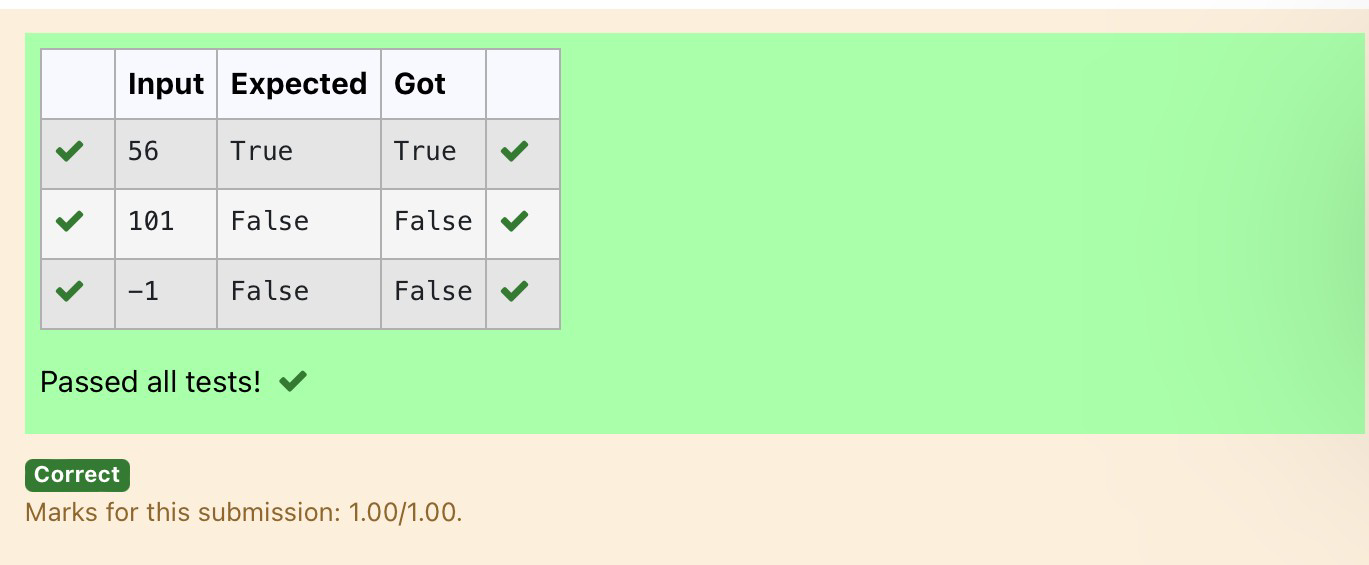 Input Expected Got
56 True True
101 False False
−1 False False
Passed all tests!
Correct
Marks for this submission: 1.00/1.00.